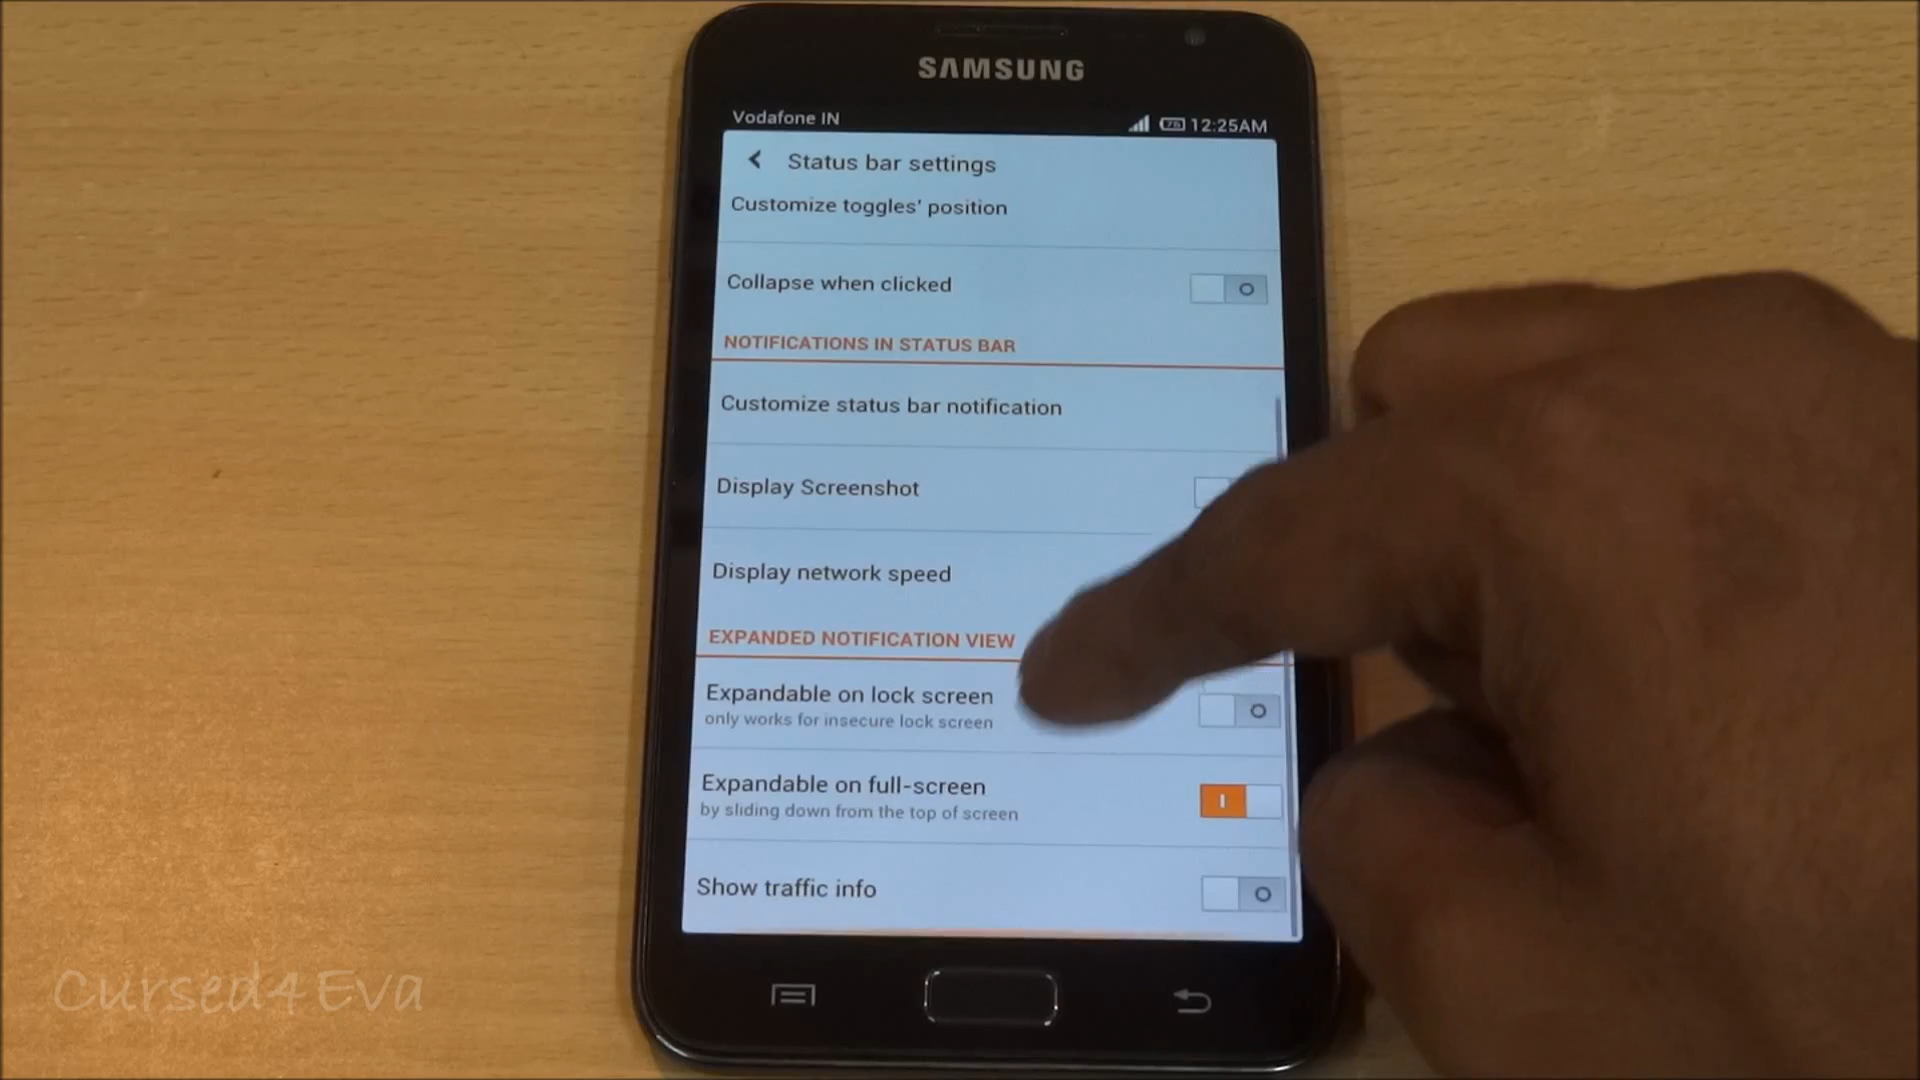 SAMSUNG
Vodafone IN
76 12:25AM
Status bar settings
Customize toggles' position
Collapse when clicked
NOTIFICATIONS IN STATUS BAR
Customize status bar notification
Display Screenshot
Display network speed
EXPANDED NOTIFICATION VIEW
Expandable on lock screen
only works for insecure lock screen
Expandable on full-screen
by sliding down from the top of screen
Show traffic info
Cursed4Eva